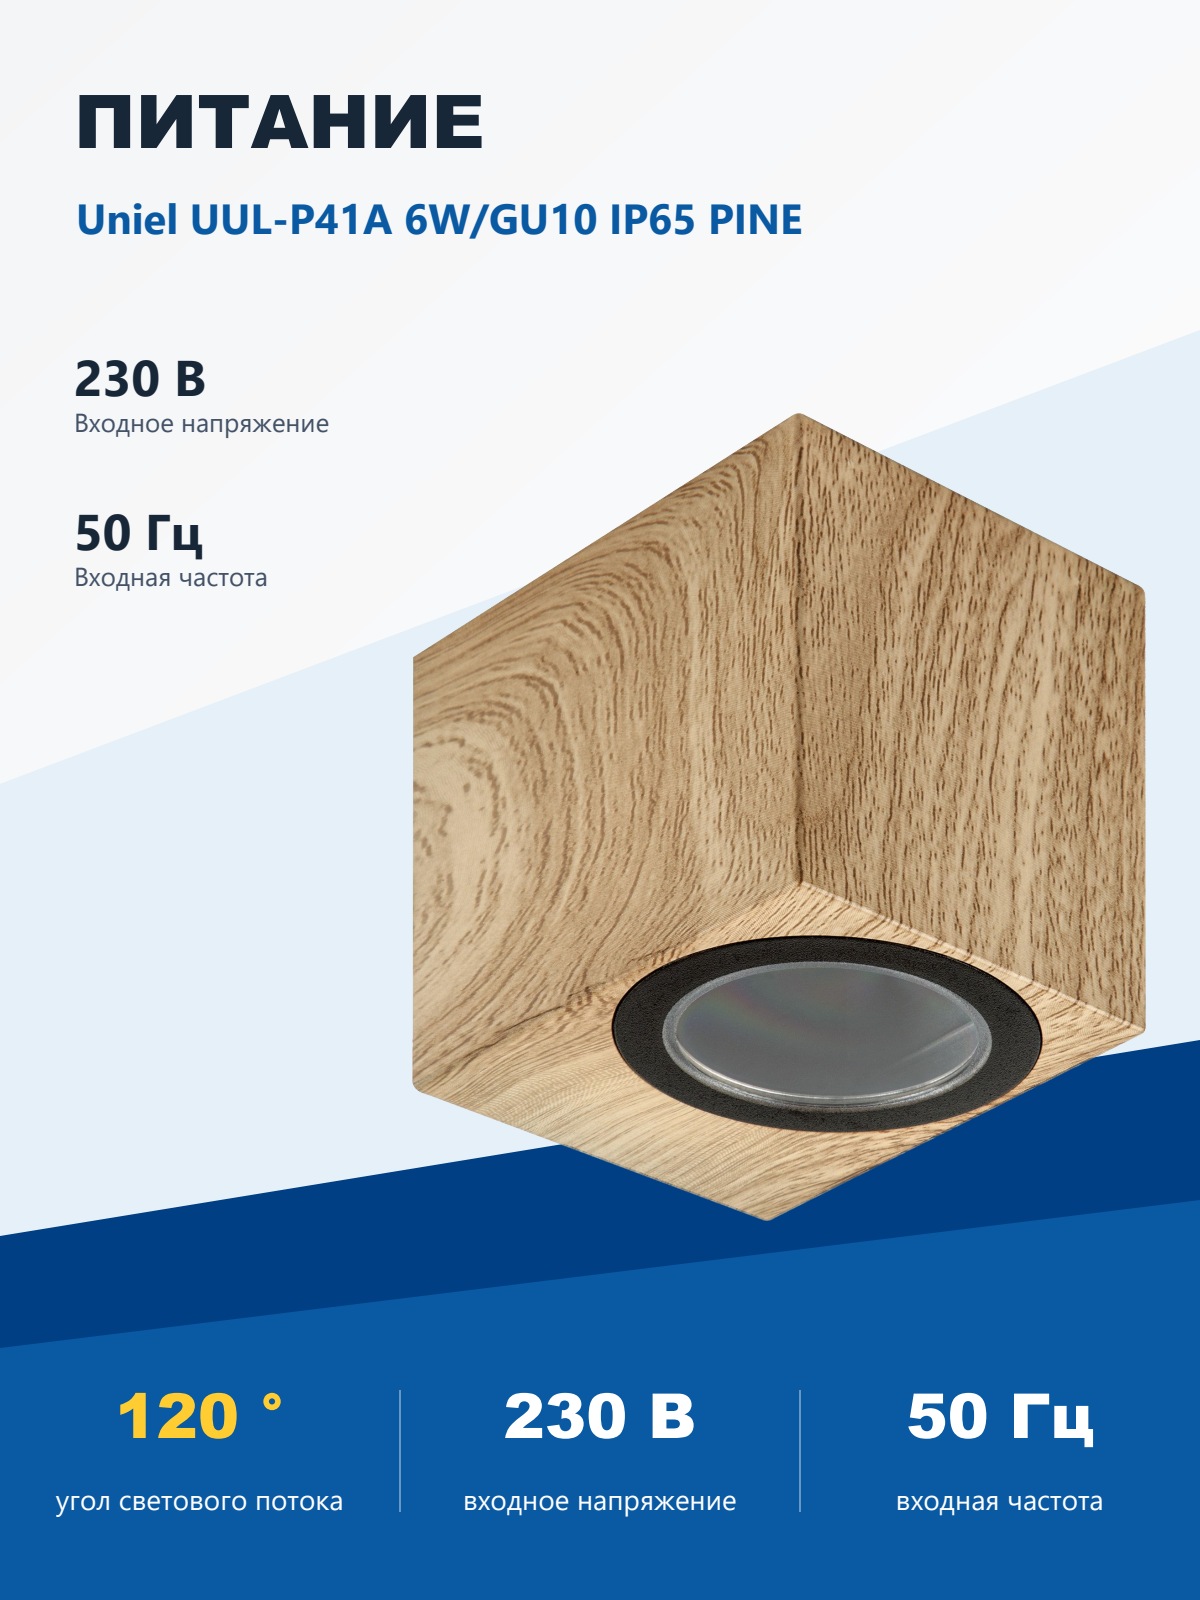 ПИТАНИЕ
Uniel UUL-P41A 6W/GU10 IP65 PINE
230 В
Входное напряжение
50 Гц
Входная частота
120 °
угол светового потока
230 В
входное напряжение
50 Гц
входная частота